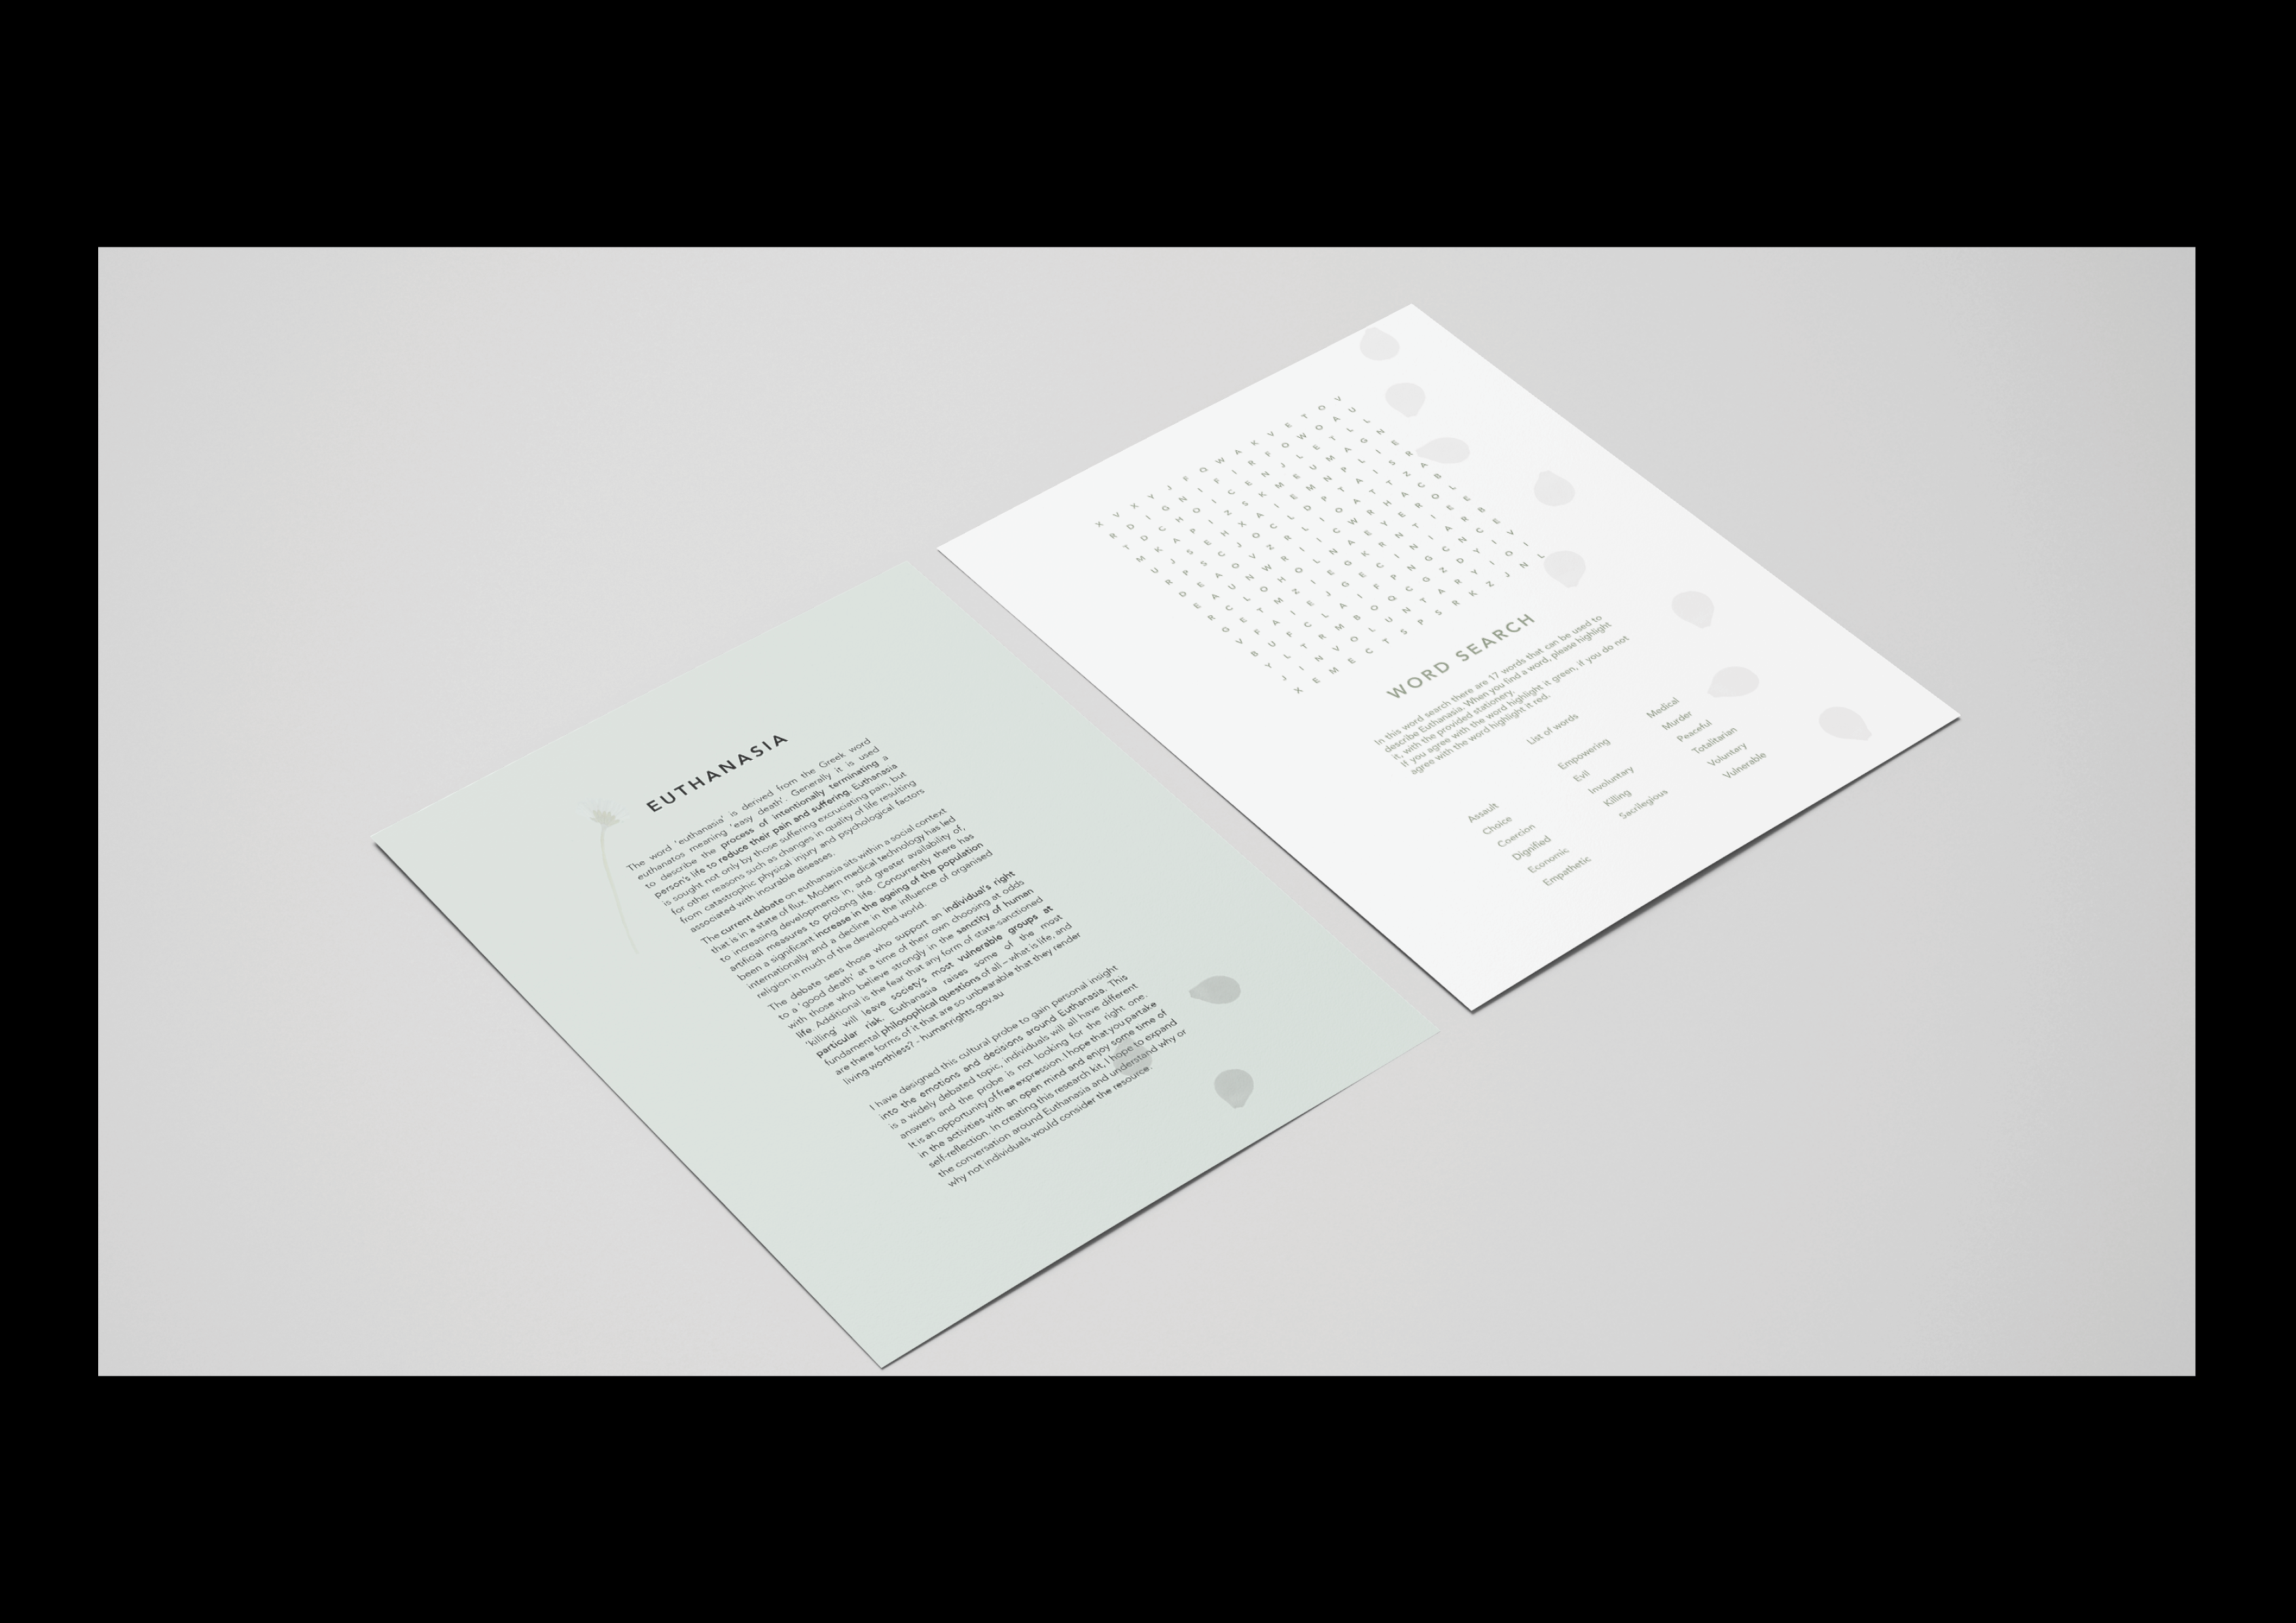 EUTHANASIA
The word 'euthanasia' is derived from the Greek word
euthanatos meaning 'easy death'. Generally it is used
to describe the process of intentionally terminating a
person's life to reduce their pain and suffering. Euthanasia
is sought not only by those suffering excruciating pain, but
for other reasons such as changes in quality of life resulting
from catastrophic physical injury and psychological factors
associated with incurable diseases.
The current debate on euthanasia sits within a social context
that is in a state of flux. Modern medical technology has led
to increasing developments in, and greater availability of,
artificial measures to prolong life. Concurrently there has
been a significant increase in the ageing of the population
internationally and a decline in the influence of organised
religion in much of the developed world.
The debate sees those who support an individual's right
to a 'good death' at a time of their own choosing at odds
with those who believe strongly in the sanctity of human
life. Additional is the fear that any form of state-sanctioned
'killing' will leave society's most vulnerable groups at
particular risk. Euthanasia raises some of the most
fundamental philosophical questions of all – what is life, and
are there forms of it that are so unbearable that they render
living worthless? - humanrights.gov.au
I have designed this cultural probe to gain personal insight
into the emotions and decisions around Euthanasia. This
is a widely debated topic, individuals will all have different
answers and the probe is not looking for the right one.
It is an opportunity of free expression. I hope that you partake
in the activities with an open mind and enjoy some time of
self-reflection. In creating this research kit, I hope to expand
the conversation around Euthanasia and understand why or
why not individuals would consider the resource.
X V X Y J F Q W A K V E T O V
R D I G N I F I R F O W O A U
T D C H O I C E N J L E T L L
M K A P I Z S K M E U M A G N
U J S E H X A I E M N P L I E
R P S C J O C L D P T A I S R
D E A O V Z R L I O A T T Z A
E A U N W R I I C W R H A C B
R C L O H O L N A E Y E R O L
G E T M Z I E G K R N T I E E
V F A I E J G E C I N I A R B
B U F C L A I F P N G C N C E
Y L T R M B O Q C G Z D Y I V
J I N V O L U N T A R Y I O I
X E M E C T S P S R K Z J N L
WORD SEARCH
In this word search there are 17 words that can be used to
describe Euthanasia. When you find a word, please highlight
it, with the provided stationery.
If you agree with the word highlight it green, if you do not
agree with the word highlight it red.
List of words
Assault
Choice
Coercion
Dignified
Economic
Empathetic
Empowering
Evil
Involuntary
Killing
Sacrilegious
Medical
Murder
Peaceful
Totalitarian
Voluntary
Vulnerable